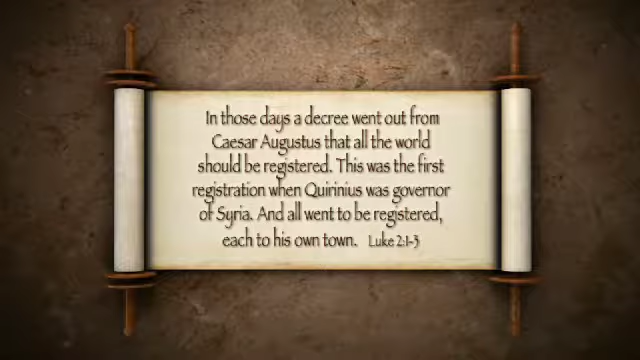 In those days a decree went out from
Caesar Augustus that all the world
should be registered. This was the first
registration when Quirinius was governor
of Syria. And all went to be registered,
each to his own town. Luke 2:1-3